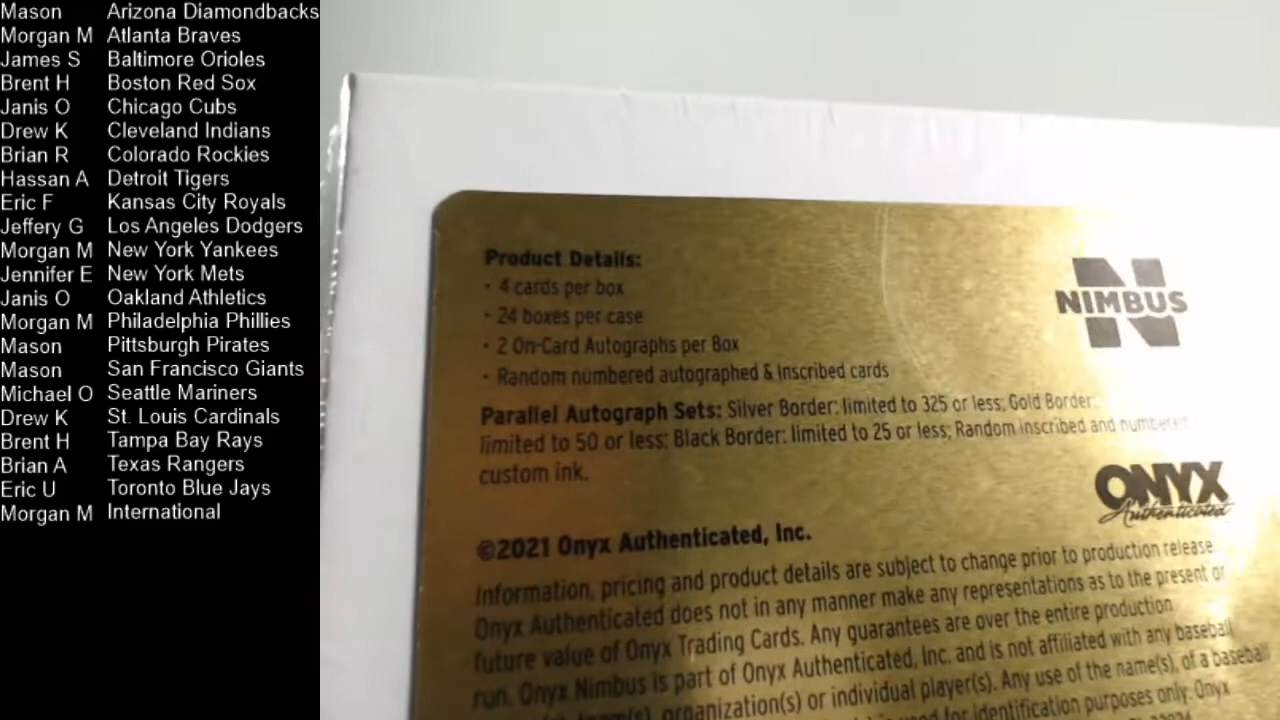 Mason Arizona Diamondbacks
Morgan M Atlanta Braves
James S Baltimore Orioles
Brent H Boston Red Sox
Janis O Chicago Cubs
Drew K Cleveland Indians
Brian R Colorado Rockies
Hassan A Detroit Tigers
Eric F Kansas City Royals
Jeffery G Los Angeles Dodgers
Morgan M New York Yankees
Jennifer E New York Mets
Janis O Oakland Athletics
Morgan M Philadelphia Phillies
Mason Pittsburgh Pirates
Mason San Francisco Giants
Michael O Seattle Mariners
Drew K St. Louis Cardinals
Brent H Tampa Bay Rays
Brian A Texas Rangers
Eric U Toronto Blue Jays
Morgan M International
Product Details:
· 4 cards per box
· 24 boxes per case
· 2 On-Card Autographs per Box
· Random numbered autographed & Inscribed cards
Parallel Autograph Sets: Silver Border: limited to 325 or less; Gold Border:
limited to 50 or less; Black Border: limited to 25 or less; Random inscribed and numbered
custom ink.
N
NIMBUS
ONYX
Authenticated
©2021 Onyx Authenticated, Inc.
Information, pricing and product details are subject to change prior to production release.
Onyx Authenticated does not in any manner make any representations as to the present or
future value of Onyx Trading Cards. Any guarantees are over the entire production
run. Onyx Nimbus is part of Onyx Authenticated, Inc. and is not affiliated with any baseball
organization(s) or individual player(s). Any use of the name(s), of a baseball
used for identification purposes only. Onyx